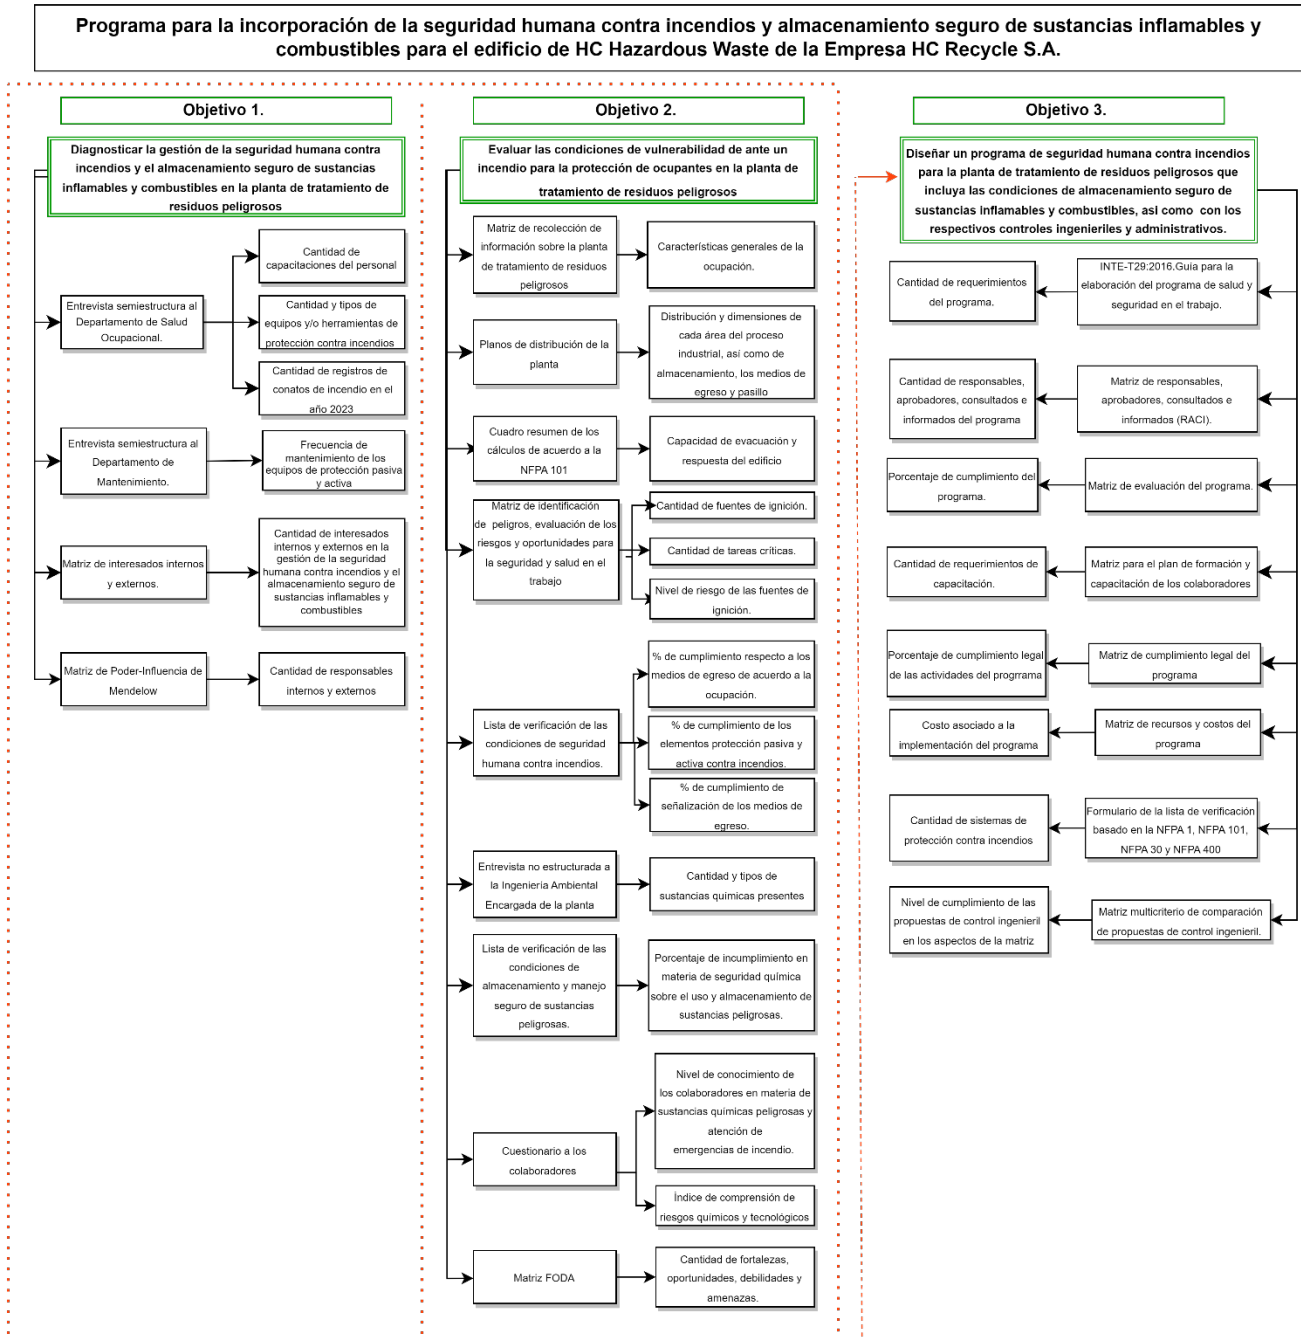 Programa para la incorporación de la seguridad humana contra incendios y almacenamiento seguro de sustancias inflamables y
combustibles para el edificio de HC Hazardous Waste de la Empresa HC Recycle S.A.
Objetivo 1.
Diagnosticar la gestión de la seguridad humana contra
incendios y el almacenamiento seguro de sustancias
inflamables y combustibles en la planta de tratamiento de
residuos peligrosos
Entrevista semiestructura al
Departamento de Salud
Ocupacional.
Cantidad de
capacitaciones del personal
Cantidad y tipos de
equipos y/o herramientas de
protección contra incendios
Cantidad de registros de
conatos de incendio en el
año 2023
Entrevista semiestructura al
Departamento de
Mantenimiento.
Frecuencia de
mantenimiento de los
equipos de protección pasiva
y activa
Matriz de interesados internos
y externos.
Cantidad de interesados
internos y externos en la
gestión de la seguridad
humana contra incendios y el
almacenamiento seguro de
sustancias inflamables y
combustibles
Matriz de Poder-Influencia de
Mendelow
Cantidad de responsables
internos y externos
Objetivo 2.
Evaluar las condiciones de vulnerabilidad de ante un
incendio para la protección de ocupantes en la planta de
tratamiento de residuos peligrosos
Matriz de recolección de
información sobre la planta
de tratamiento de residuos
peligrosos
Características generales de la
ocupación.
Planos de distribución de la
planta
Distribución y dimensiones de
cada área del proceso
industrial, así como de
almacenamiento, los medios de
egreso y pasillo
Cuadro resumen de los
cálculos de acuerdo a la
NFPA 101
Capacidad de evacuación y
respuesta del edificio
Matriz de identificación
de peligros, evaluación de los
riesgos y oportunidades para
la seguridad y salud en el
trabajo
Cantidad de fuentes de ignición.
Cantidad de tareas críticas.
Nivel de riesgo de las fuentes de
ignición.
Lista de verificación de las
condiciones de seguridad
humana contra incendios.
% de cumplimiento respecto a los
medios de egreso de acuerdo a la
ocupación.
% de cumplimiento de los
elementos protección pasiva y
activa contra incendios.
% de cumplimiento de
señalización de los medios de
egreso.
Entrevista no estructurada a
la Ingeniería Ambiental
Encargada de la planta
Cantidad y tipos de
sustancias quimicas presentes
Lista de verificación de las
condiciones de
almacenamiento y manejo
seguro de sustancias
peligrosas.
Porcentaje de incumplimiento en
materia de seguridad química
sobre el uso y almacenamiento de
sustancias peligrosas.
Cuestionario a los
colaboradores
Nivel de conocimiento de
los colaboradores en materia de
sustancias químicas peligrosas y
atención de
emergencias de incendio.
Índice de comprensión de
riesgos quimicos y tecnológicos
Matriz FODA
Cantidad de fortalezas,
oportunidades, debilidades y
amenazas.
Objetivo 3.
Diseñar un programa de seguridad humana contra incendios
para la planta de tratamiento de residuos peligrosos que
incluya las condiciones de almacenamiento seguro de
sustancias inflamables y combustibles, asi como con los
respectivos controles ingenieriles y administrativos.
Cantidad de requerimientos
del programa.
INTE-T29:2016.Guía para la
elaboración del programa de salud y
seguridad en el trabajo.
Cantidad de responsables,
aprobadores, consultados e
informados del programa
Matriz de responsables,
aprobadores, consultados e
informados (RACI).
Porcentaje de cumplimiento del
programa.
Matriz de evaluación del programa.
Cantidad de requerimientos de
capacitación.
Matriz para el plan de formación y
capacitación de los colaboradores
Porcentaje de cumplimiento legal
de las actividades del prmgrama
Matriz de cumplimiento legal del
programa
Costo asociado a la
implementación del programa
Matriz de recursos y costos del
programa
Cantidad de sistemas de
protección contra incendios
Formulario de la lista de verificación
basado en la NFPA 1, NFPA 101,
NFPA 30 y NFPA 400
Nivel de cumplimiento de las
propuestas de control ingenieril
en los aspectos de la matriz
Matriz multicriterio de comparación
de propuestas de control ingenieril.